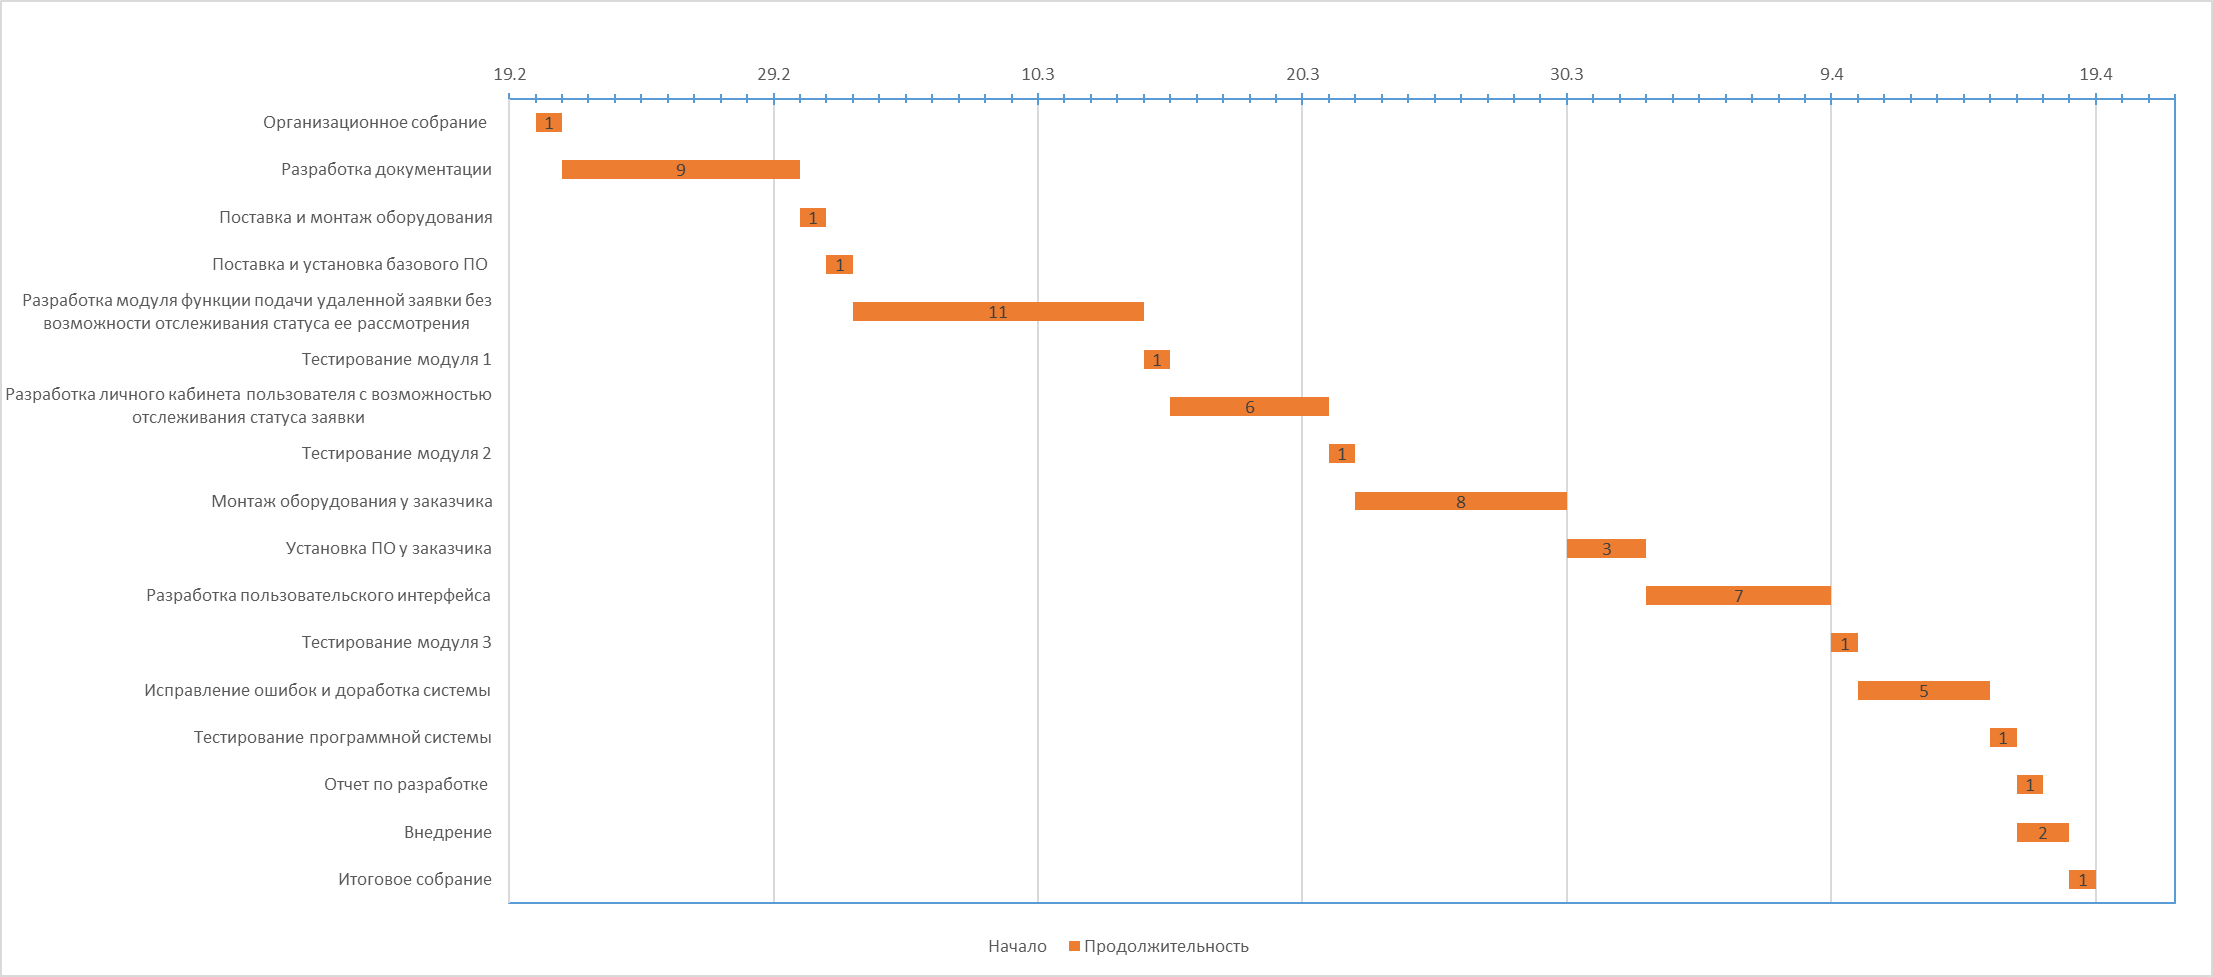 19.2 29.2 10.3 20.3 30.3 9.4 19.4
Организационное собрание 1
Разработка документации 9
Поставка и монтаж оборудования 1
Поставка и установка базового ПО 1
Разработка модуля функции подачи удаленной заявки без
возможности отслеживания статуса ее рассмотрения 11
Тестирование модуля 1 1
Разработка личного кабинета пользователя с возможностью
отслеживания статуса заявки 6
Тестирование модуля 2 1
Монтаж оборудования у заказчика 8
Установка ПО у заказчика 3
Разработка пользовательского интерфейса 7
Тестирование модуля 3 1
Исправление ошибок и доработка системы 5
Тестирование программной системы 1
Отчет по разработке 1
Внедрение 2
Итоговое собрание 1
Начало Продолжительность